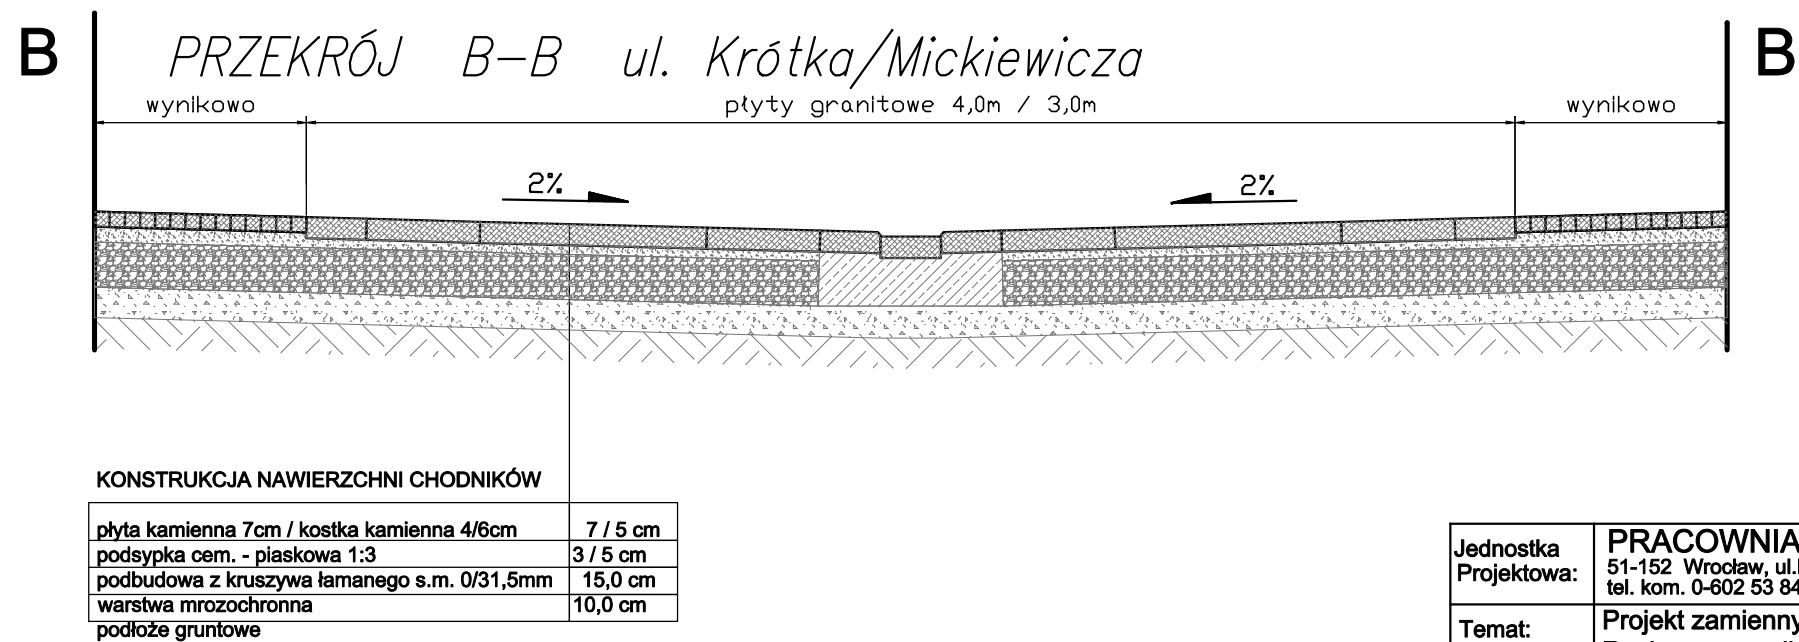 B PRZEKRÓJ B-B ul. Krótka/Mickiewicza B
wynikowo płyty granitowe 4,0m / 3,0m wynikowo
2% 2%
KONSTRUKCJA NAWIERZCHNI CHODNIKÓW
płyta kamienna 7cm / kostka kamienna 4/6cm 7 / 5 cm
podsypka cem. - piaskowa 1:3 3 / 5 cm
podbudowa z kruszywa łamanego s.m. 0/31,5mm 15,0 cm
warstwa mrozochronna 10,0 cm
podłoże gruntowe
Jednostka
Projektowa:
PRACOWNIA
51-152 Wrocław, ul.
tel. kom. 0-602 53 84
Temat:
Projekt zamienny